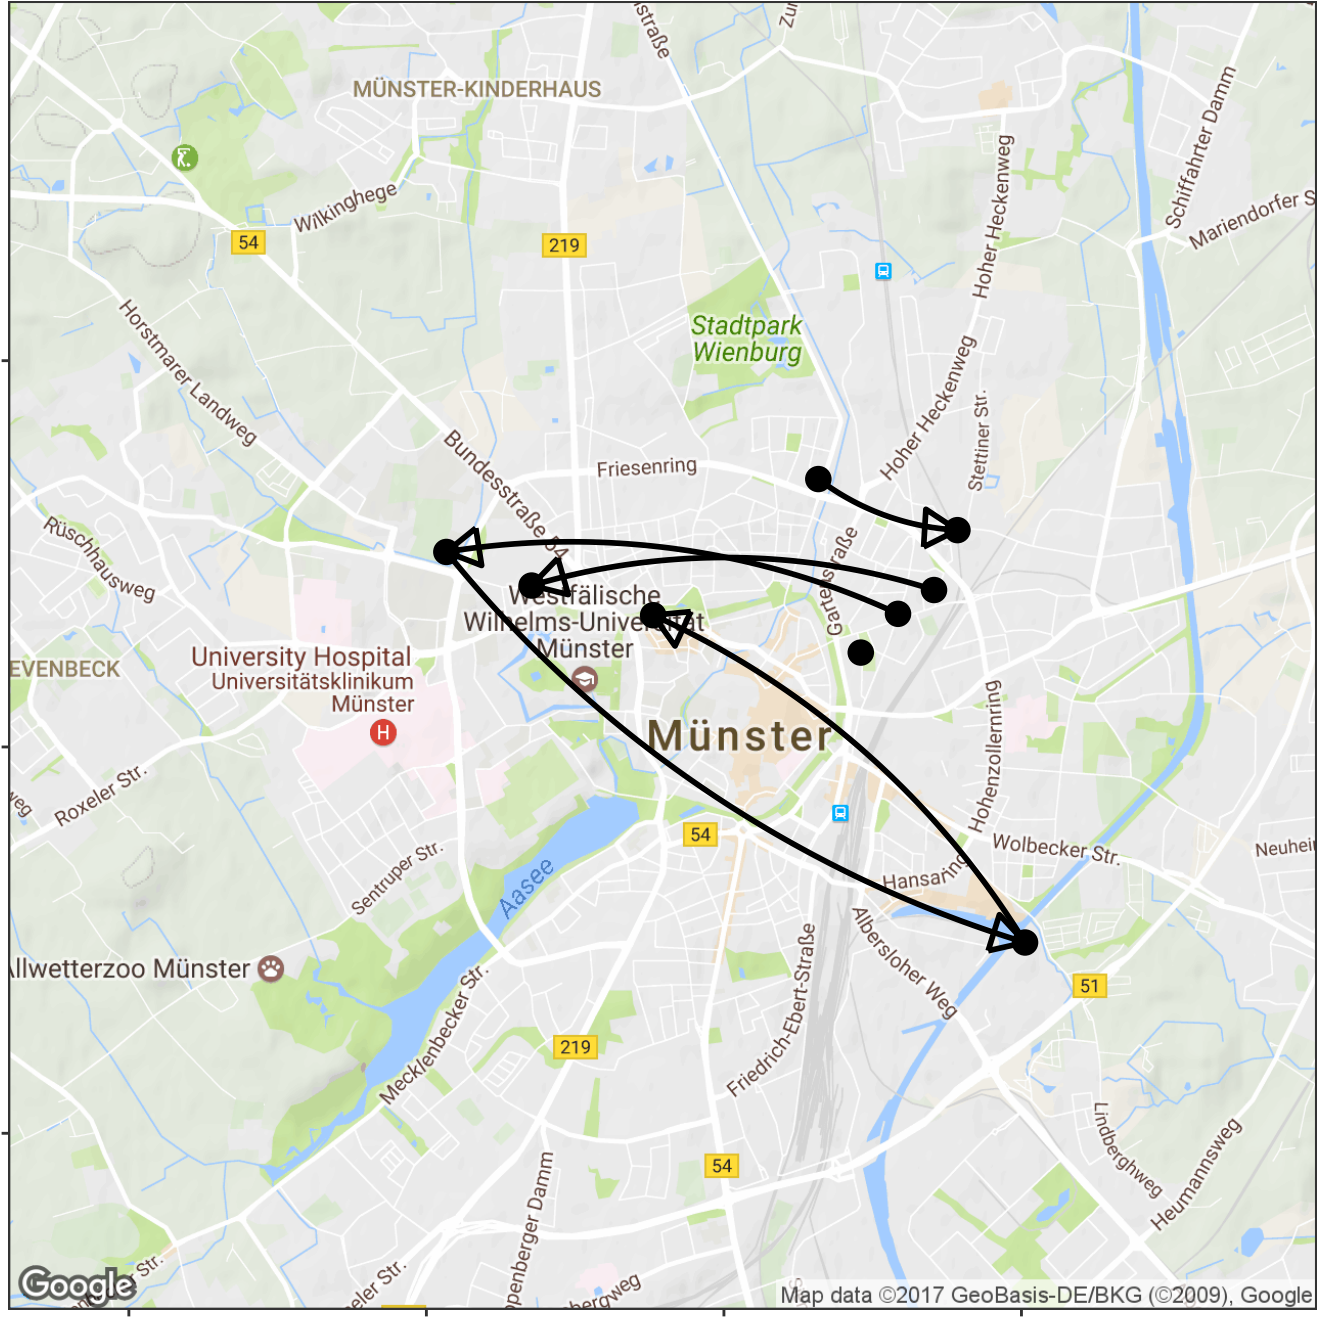 MÜNSTER-KINDERHAUS
Schiffahrter Damm
Hoher Heckenweg
Wilkinghege
54
219
Stadtpark
Wienburg
Horstmarer Landweg
Hoher Heckenweg
Stettiner Str.
Bundesstraße 54
Friesenring
Rüschhausweg
Gartenstraße
Westfälische
Wilhelms-Universität
Münster
EVENBECK
University Hospital
Universitätsklinikum
Münster
H
Münster
Hohenzollernring
Roxeler Str.
54
Wolbecker Str.
Sentruper Str.
Hansaring
Aasee
Albersloher Weg
Allwetterzoo Münster
51
Mecklenbecker Str.
Friedrich-Ebert-Straße
219
Lindberghweg
Heumannsweg
54
Google
Map data ©2017 GeoBasis-DE/BKG (©2009), Google